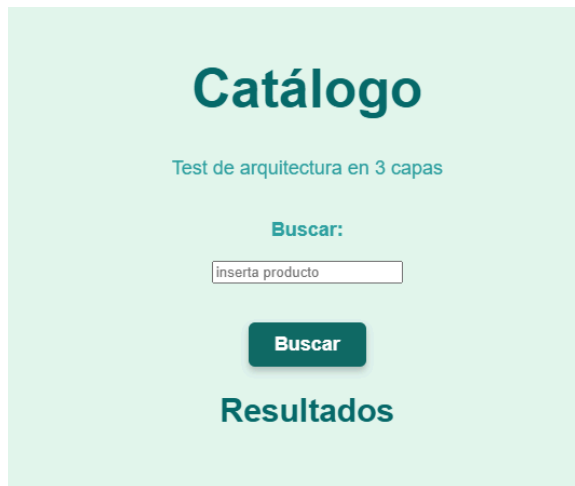 Catálogo
Test de arquitectura en 3 capas
Buscar:
inserta producto
Buscar
Resultados